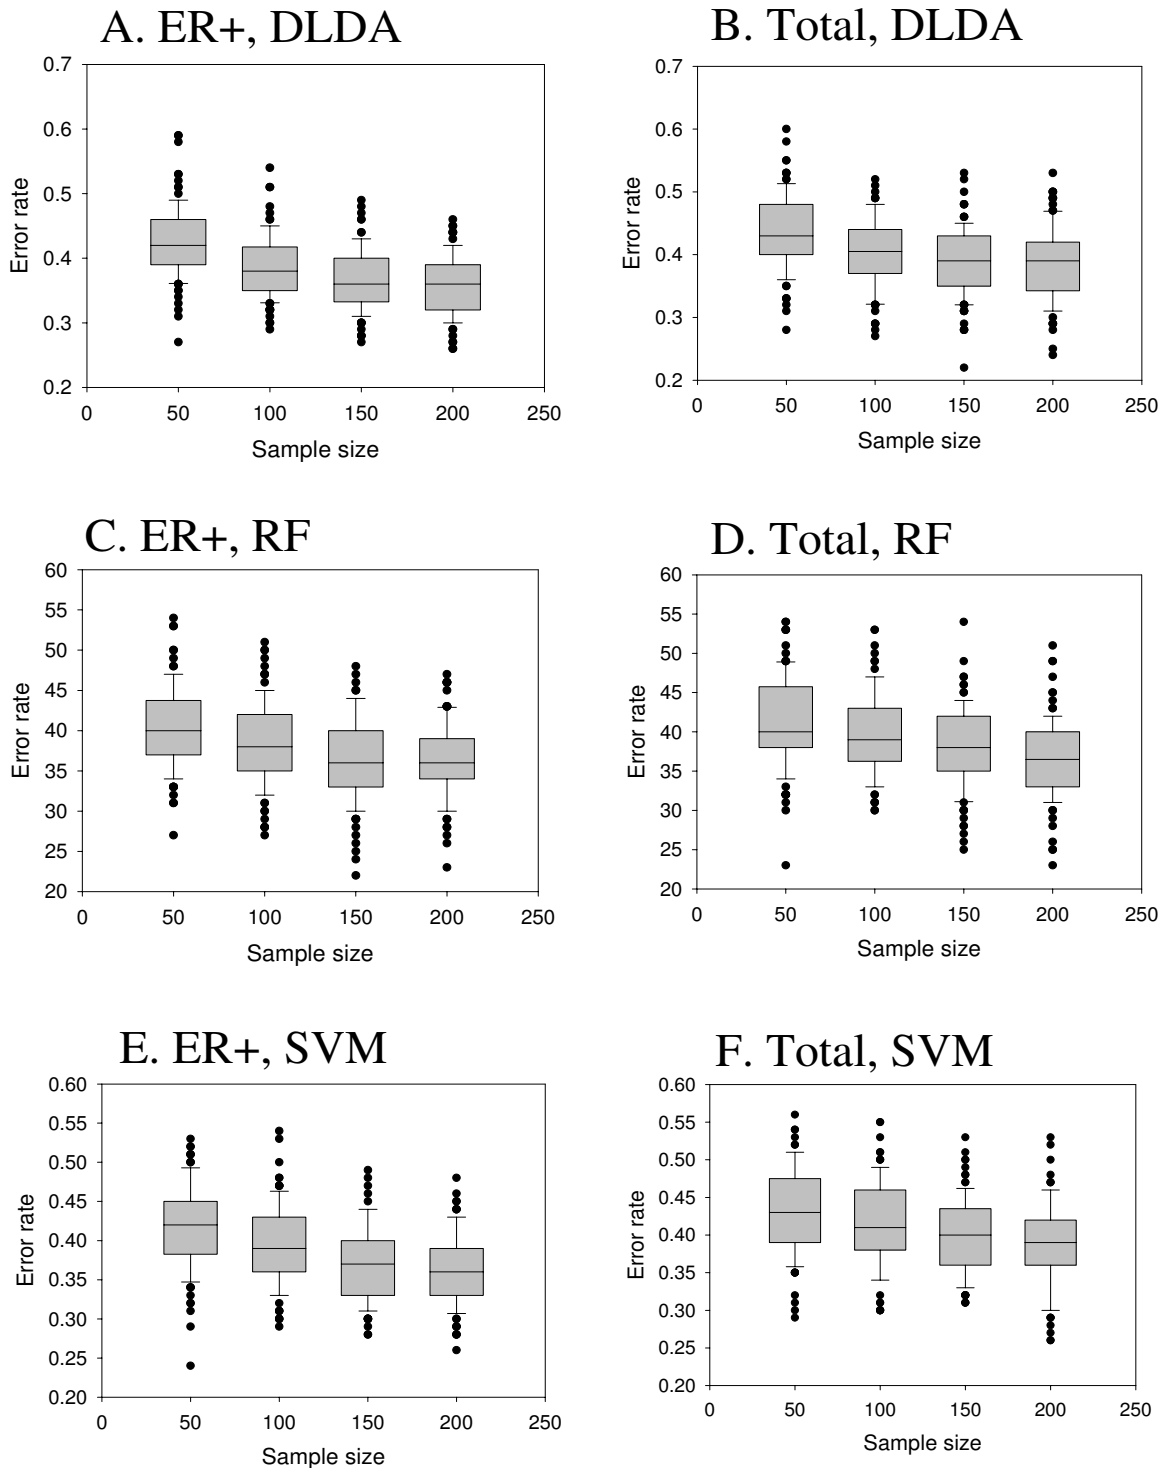 A. ER+, DLDA
0.7
0.6
0.5
0.4
0.3
0.2
Error rate
0 50 100 150 200 250
Sample size
B. Total, DLDA
0.7
0.6
0.5
0.4
0.3
0.2
Error rate
0 50 100 150 200 250
Sample size
C. ER+, RF
60
55
50
45
40
35
30
25
20
Error rate
0 50 100 150 200 250
Sample size
D. Total, RF
60
55
50
45
40
35
30
25
20
Error rate
0 50 100 150 200 250
Sample size
E. ER+, SVM
0.60
0.55
0.50
0.45
0.40
0.35
0.30
0.25
0.20
Error rate
0 50 100 150 200 250
Sample size
F. Total, SVM
0.60
0.55
0.50
0.45
0.40
0.35
0.30
0.25
0.20
Error rate
0 50 100 150 200 250
Sample size